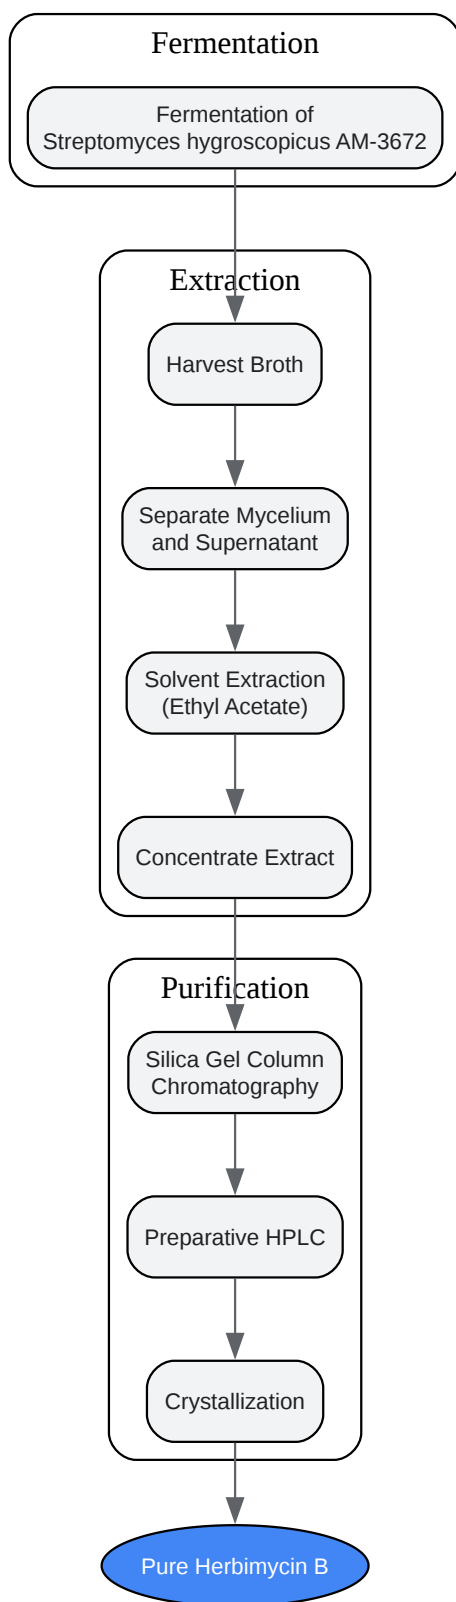 Fermentation
Fermentation of
Streptomyces hygroscopicus AM-3672
Extraction
Harvest Broth
Separate Mycelium
and Supernatant
Solvent Extraction
(Ethyl Acetate)
Concentrate Extract
Purification
Silica Gel Column
Chromatography
Preparative HPLC
Crystallization
Pure Herbimycin B